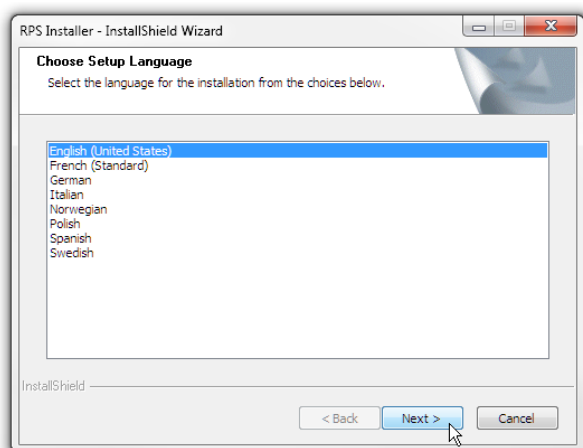 RPS Installer - InstallShield Wizard
Choose Setup Language
Select the language for the installation from the choices below.
English (United States)
French (Standard)
German
Italian
Norwegian
Polish
Spanish
Swedish
InstallShield
< Back
Next >
Cancel